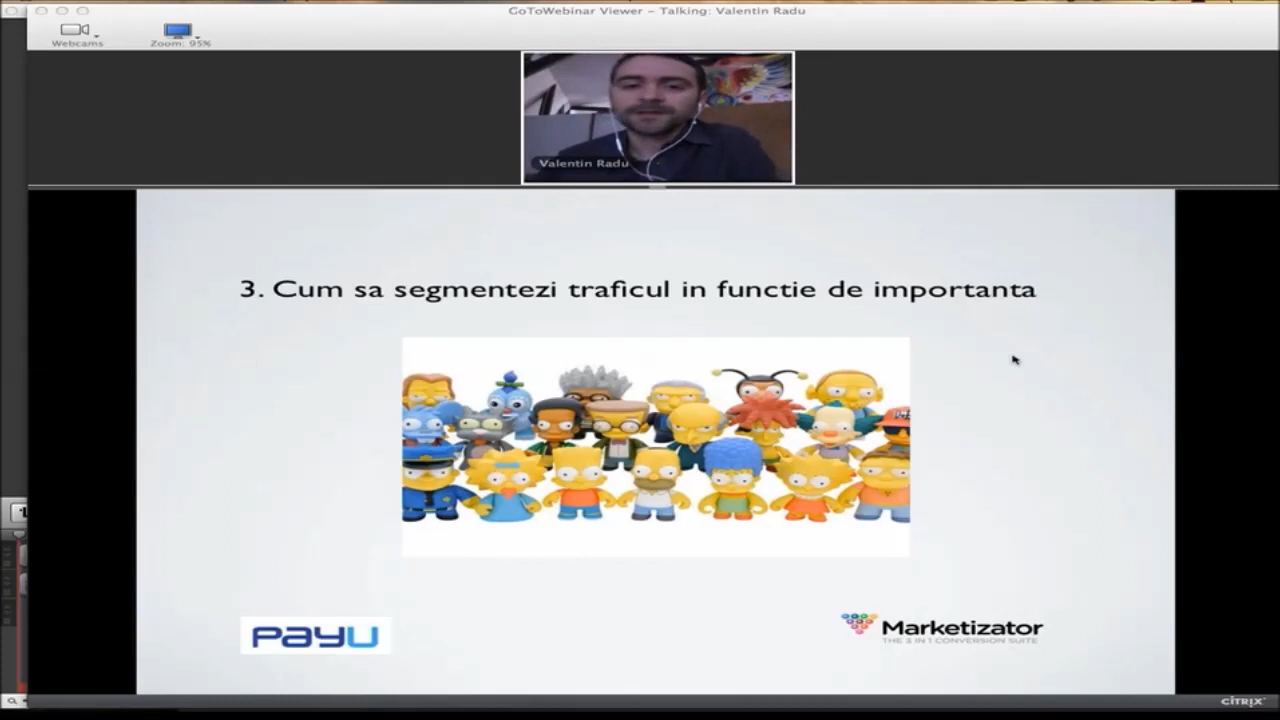 GoToWebinar Viewer – Talking: Valentin Radu
Webcams
Zoom: 95%
Valentin Radu
3. Cum sa segmentezi traficul in functie de importanta
PayU
Marketizator
THE 3 IN 1 CONVERSION SUITE
CITRIX